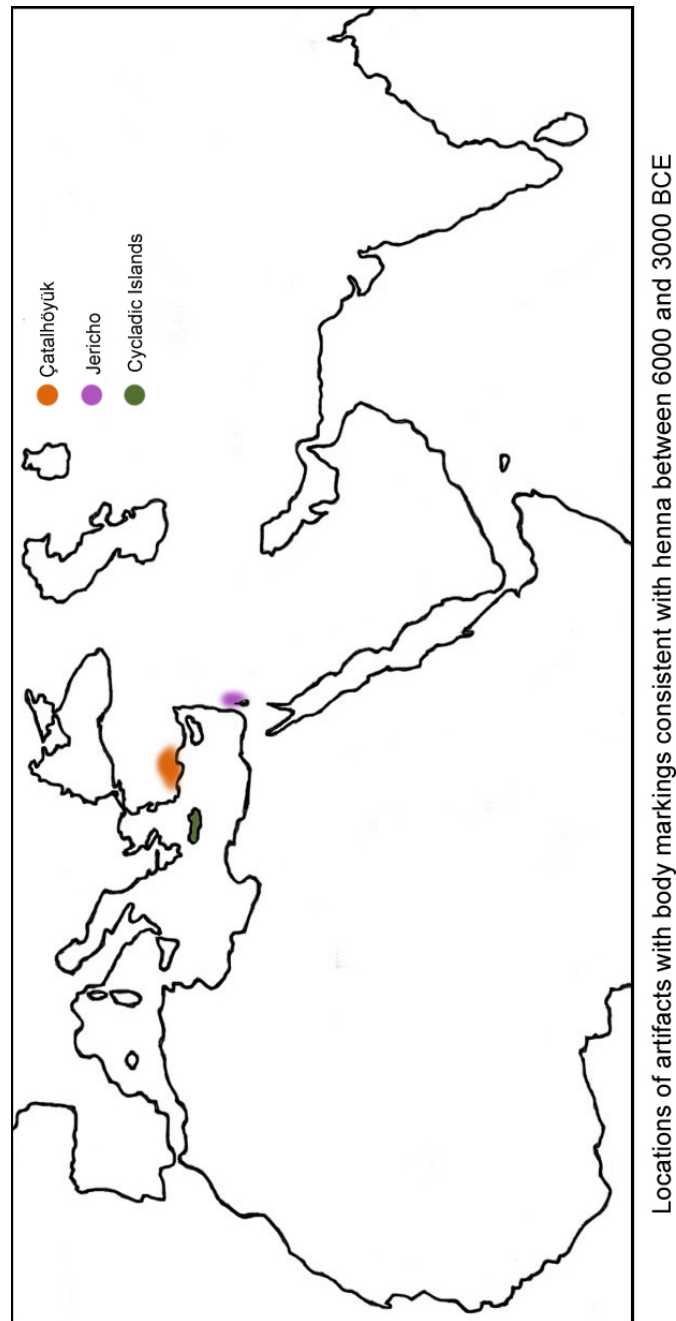 Çatalhöyük
Jericho
Cycladic Islands
Locations of artifacts with body markings consistent with henna between 6000 and 3000 BCE